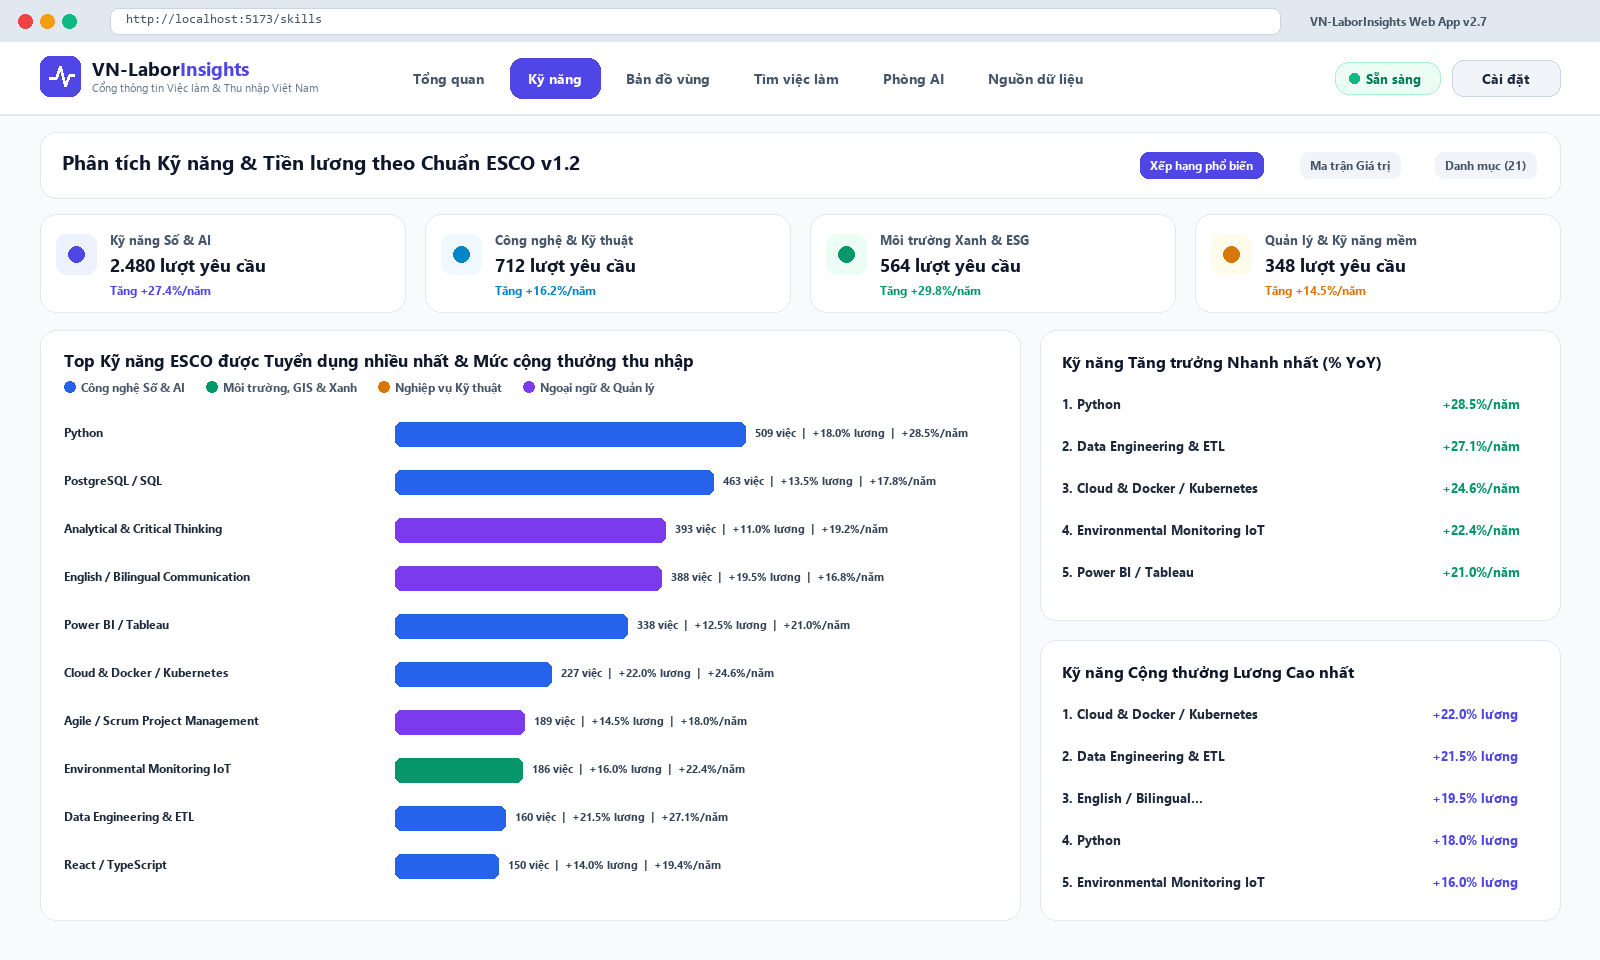 http://localhost:5173/skills
VN-LaborInsights Web App v2.7
VN-LaborInsights
Cổng thông tin Việc làm & Thu nhập Việt Nam
Tổng quan
Kỹ năng
Bản đồ vùng
Tìm việc làm
Phòng AI
Nguồn dữ liệu
Sẵn sàng
Cài đặt
Phân tích Kỹ năng & Tiền lương theo Chuẩn ESCO v1.2
Xếp hạng phổ biến
Ma trận Giá trị
Danh mục (21)
Kỹ năng Số & AI
2.480 lượt yêu cầu
Tăng +27.4%/năm
Công nghệ & Kỹ thuật
712 lượt yêu cầu
Tăng +16.2%/năm
Môi trường Xanh & ESG
564 lượt yêu cầu
Tăng +29.8%/năm
Quản lý & Kỹ năng mềm
348 lượt yêu cầu
Tăng +14.5%/năm
Top Kỹ năng ESCO được Tuyển dụng nhiều nhất & Mức cộng thưởng thu nhập
Công nghệ Số & AI
Môi trường, GIS & Xanh
Nghiệp vụ Kỹ thuật
Ngoại ngữ & Quản lý
Python
509 việc | +18.0% lương | +28.5%/năm
PostgreSQL / SQL
463 việc | +13.5% lương | +17.8%/năm
Analytical & Critical Thinking
393 việc | +11.0% lương | +19.2%/năm
English / Bilingual Communication
388 việc | +19.5% lương | +16.8%/năm
Power BI / Tableau
338 việc | +12.5% lương | +21.0%/năm
Cloud & Docker / Kubernetes
227 việc | +22.0% lương | +24.6%/năm
Agile / Scrum Project Management
189 việc | +14.5% lương | +18.0%/năm
Environmental Monitoring IoT
186 việc | +16.0% lương | +22.4%/năm
Data Engineering & ETL
160 việc | +21.5% lương | +27.1%/năm
React / TypeScript
150 việc | +14.0% lương | +19.4%/năm
Kỹ năng Tăng trưởng Nhanh nhất (% YoY)
1. Python +28.5%/năm
2. Data Engineering & ETL +27.1%/năm
3. Cloud & Docker / Kubernetes +24.6%/năm
4. Environmental Monitoring IoT +22.4%/năm
5. Power BI / Tableau +21.0%/năm
Kỹ năng Cộng thưởng Lương Cao nhất
1. Cloud & Docker / Kubernetes +22.0% lương
2. Data Engineering & ETL +21.5% lương
3. English / Bilingual... +19.5% lương
4. Python +18.0% lương
5. Environmental Monitoring IoT +16.0% lương